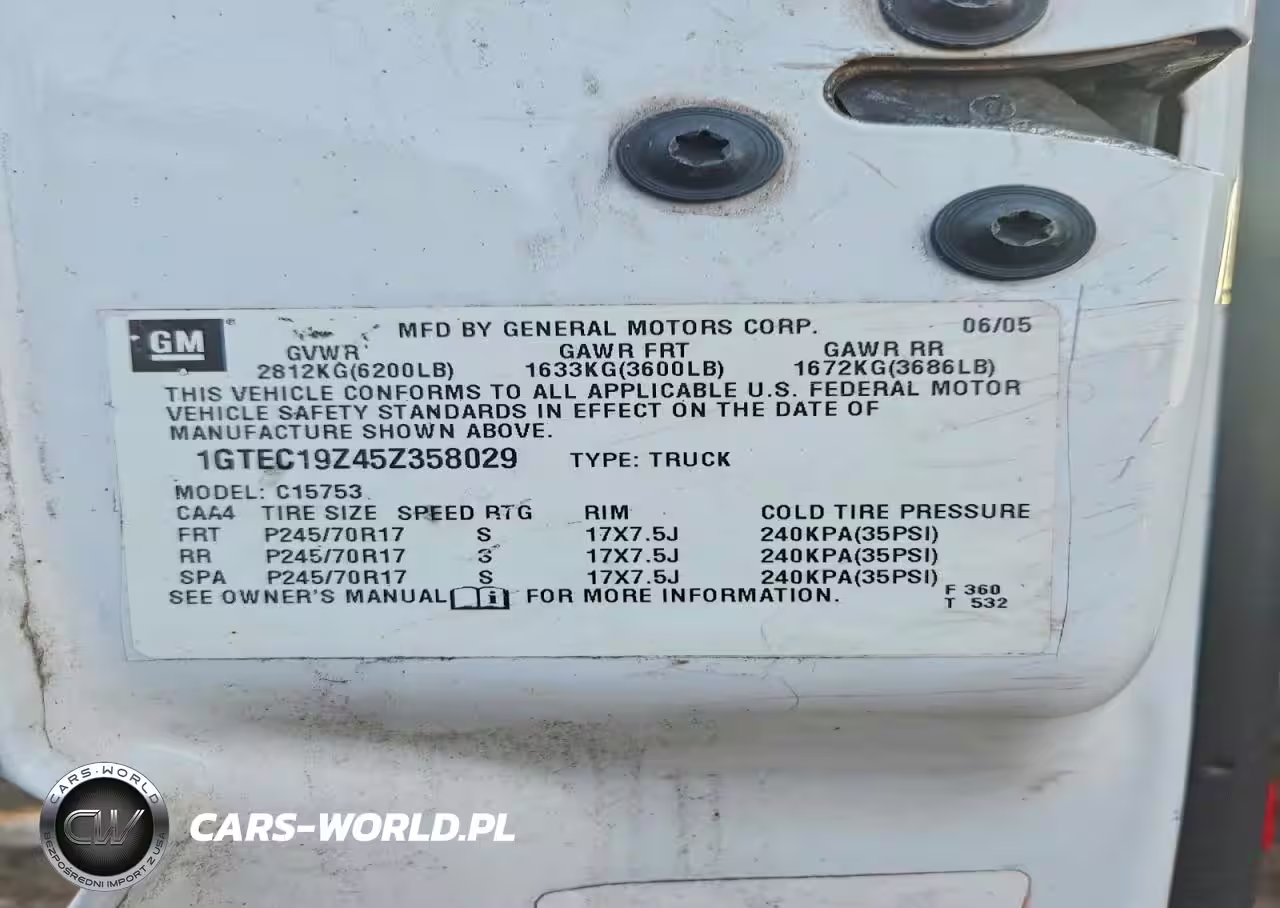 GM
MFD BY GENERAL MOTORS CORP. 06/05
GVWR GAWR FRT GAWR RR
2812KG(6200LB) 1633KG(3600LB) 1672KG(3686LB)
THIS VEHICLE CONFORMS TO ALL APPLICABLE U.S. FEDERAL MOTOR
VEHICLE SAFETY STANDARDS IN EFFECT ON THE DATE OF
MANUFACTURE SHOWN ABOVE.
1GTEC19Z45Z358029 TYPE: TRUCK
MODEL: C15753
CAA4 TIRE SIZE SPEED RTG RIM COLD TIRE PRESSURE
FRT P245/70R17 S 17X7.5J 240KPA(35PSI)
RR P245/70R17 S 17X7.5J 240KPA(35PSI)
SPA P245/70R17 S 17X7.5J 240KPA(35PSI)
SEE OWNER'S MANUAL i FOR MORE INFORMATION.
F 360
T 532
CARS-WORLD
CW
BEZPOŚREDNI IMPORT Z USA
CARS-WORLD.PL